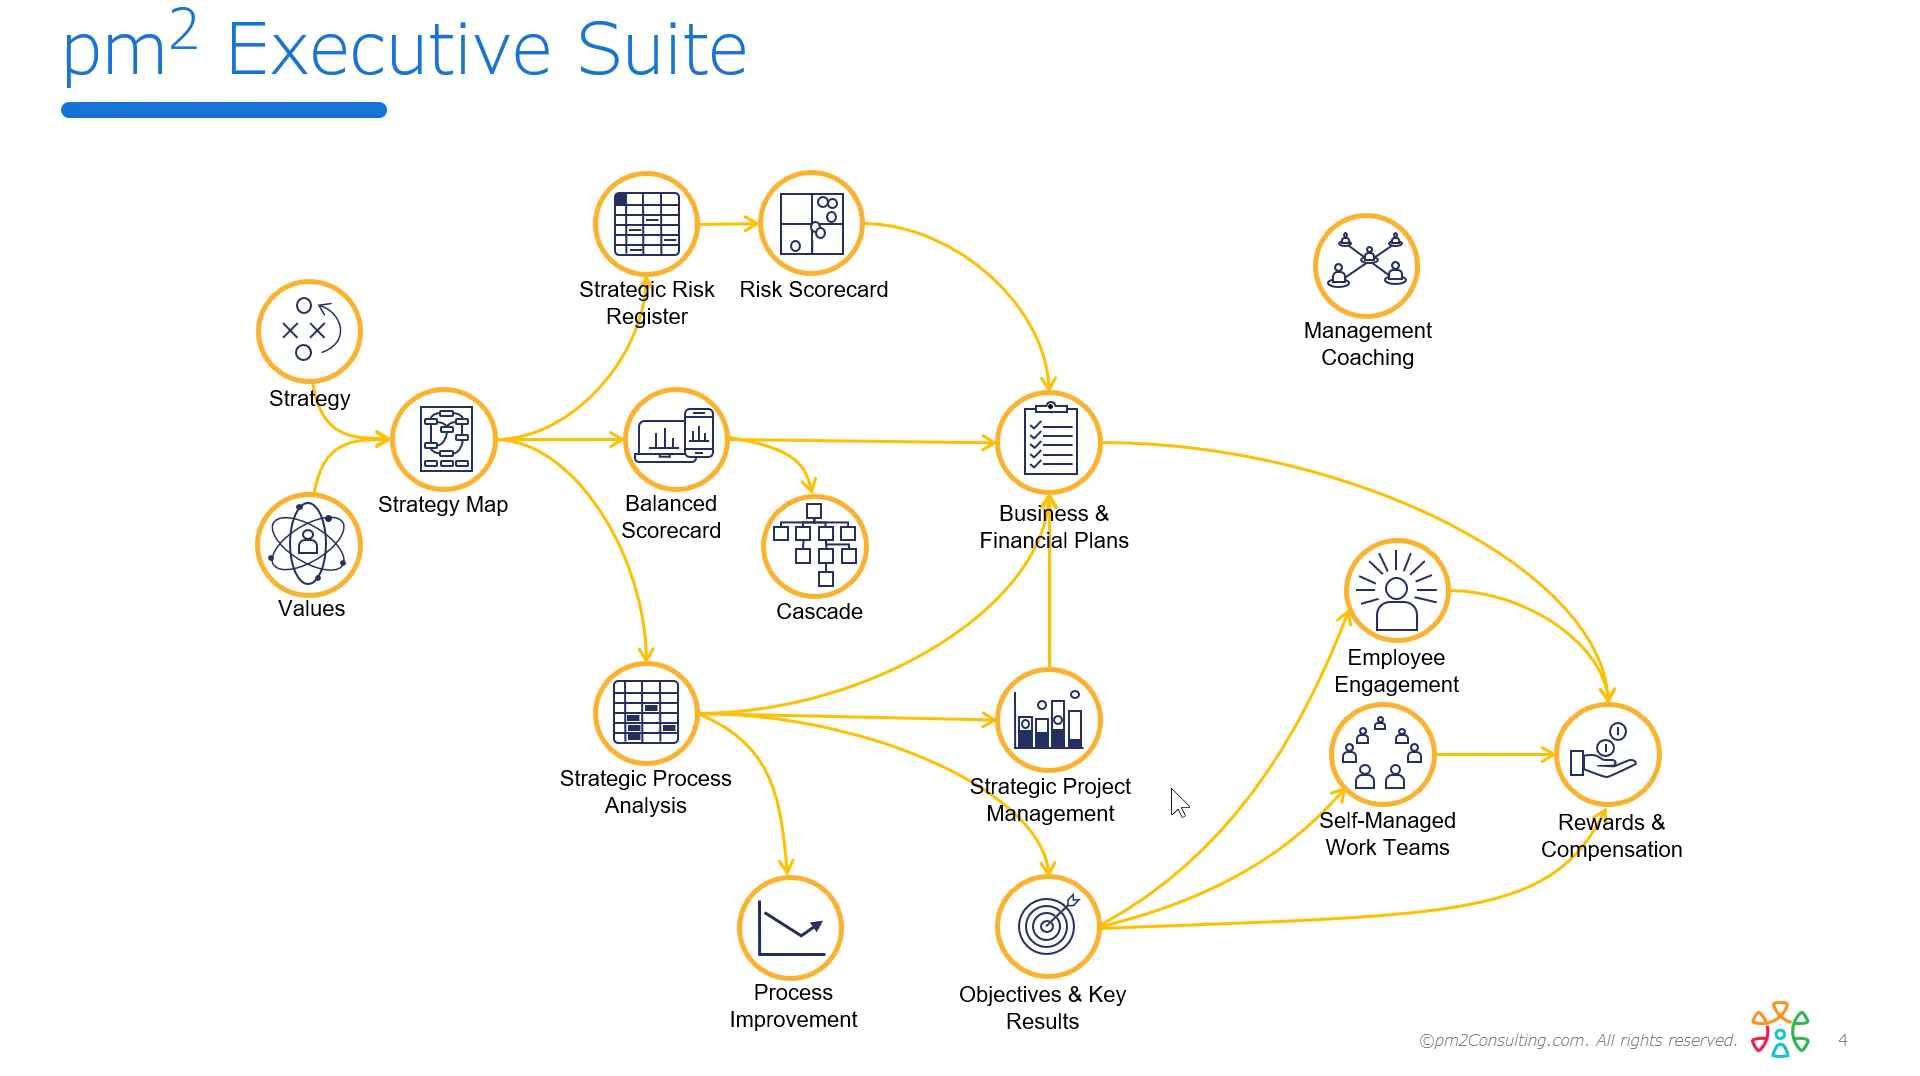 pm² Executive Suite
Strategic Risk
Register
Risk Scorecard
Management
Coaching
Strategy
Strategy Map
Balanced
Scorecard
Business &
Financial Plans
Values
Cascade
Employee
Engagement
Strategic Process
Analysis
Strategic Project
Management
Self-Managed
Work Teams
Rewards &
Compensation
Process
Improvement
Objectives & Key
Results
©pm2Consulting.com. All rights reserved.
4